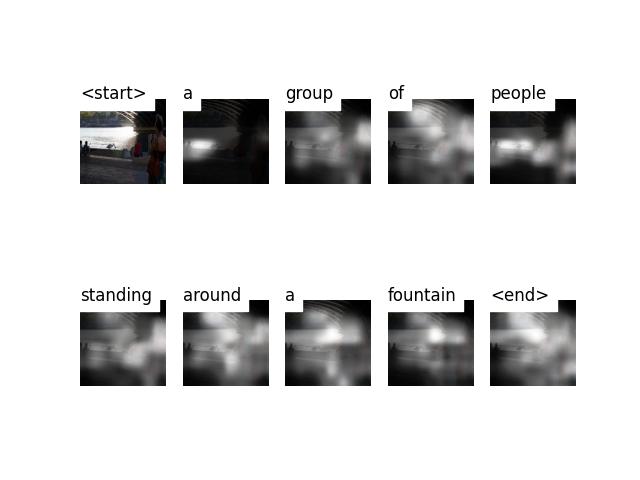 <start> a group of people
standing around a fountain <end>